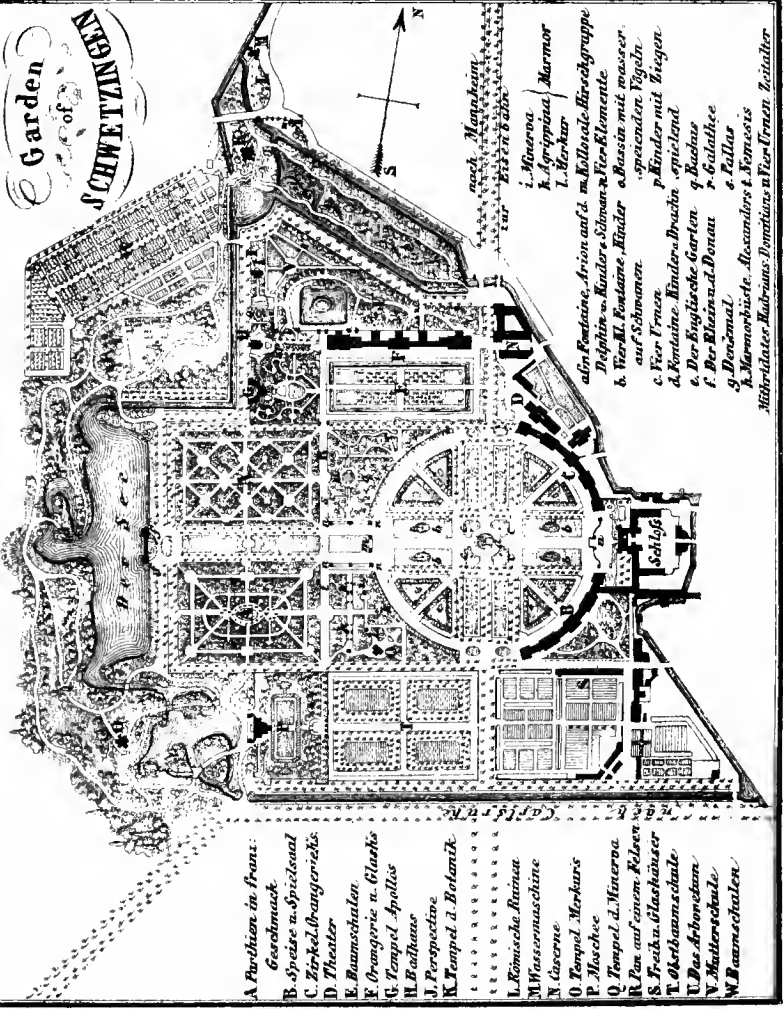 Garden
of
SCHWETZINGEN
N
S
nach Mannheim
zur Eisenbahn
a Gr. Fontaine, Arion auf d.
Delphin u. Kinder a. Schwan.
b. Vier Kl. Fontaine, Kinder
auf Schwanen
c. Vier Urnen
d. Fontaine, Kinder a. Drachn
e. Der Englische Garten
f. Der Rhein u. d. Donau
g Denkmal
h. Marmorbüste Alexanders
Mithridates Hadrians Domitians
i. Minerva
k. Agrippina
l. Merkur
Marmor
m. Kollosale Hirschgruppe
n. Vier Elemente
o. Bassin mit wasser-
speienden Vögeln
p. Kinder mit Ziegen
spielend
q. Bachus
r. Galathee
s. Pallas
t. Nemesis
u. Vier Urnen Zeitalter
Der See
Schloß
nach Carlsruhe
A Parthien in franz:
Geschmack
B. Speise u. Spielsaal
C. Zirkel. Orangeriehs.
D. Theater
E. Baumschulen
F. Orangerie u. Glashs
G. Tempel Apollis
H. Badhaus
J. Perspective
K. Tempel d. Botanik
L. Römische Ruinen
M. Wassermaschine
N. Caserne
O. Tempel Merkurs
P. Moschee
Q. Tempel d. Minerva
R. Pan auf einem Felsen
S. Treib u. Glashäuser
T. Obstbaumschule
U. Das Arboretum
V. Mutterschule
W. Baumschulen